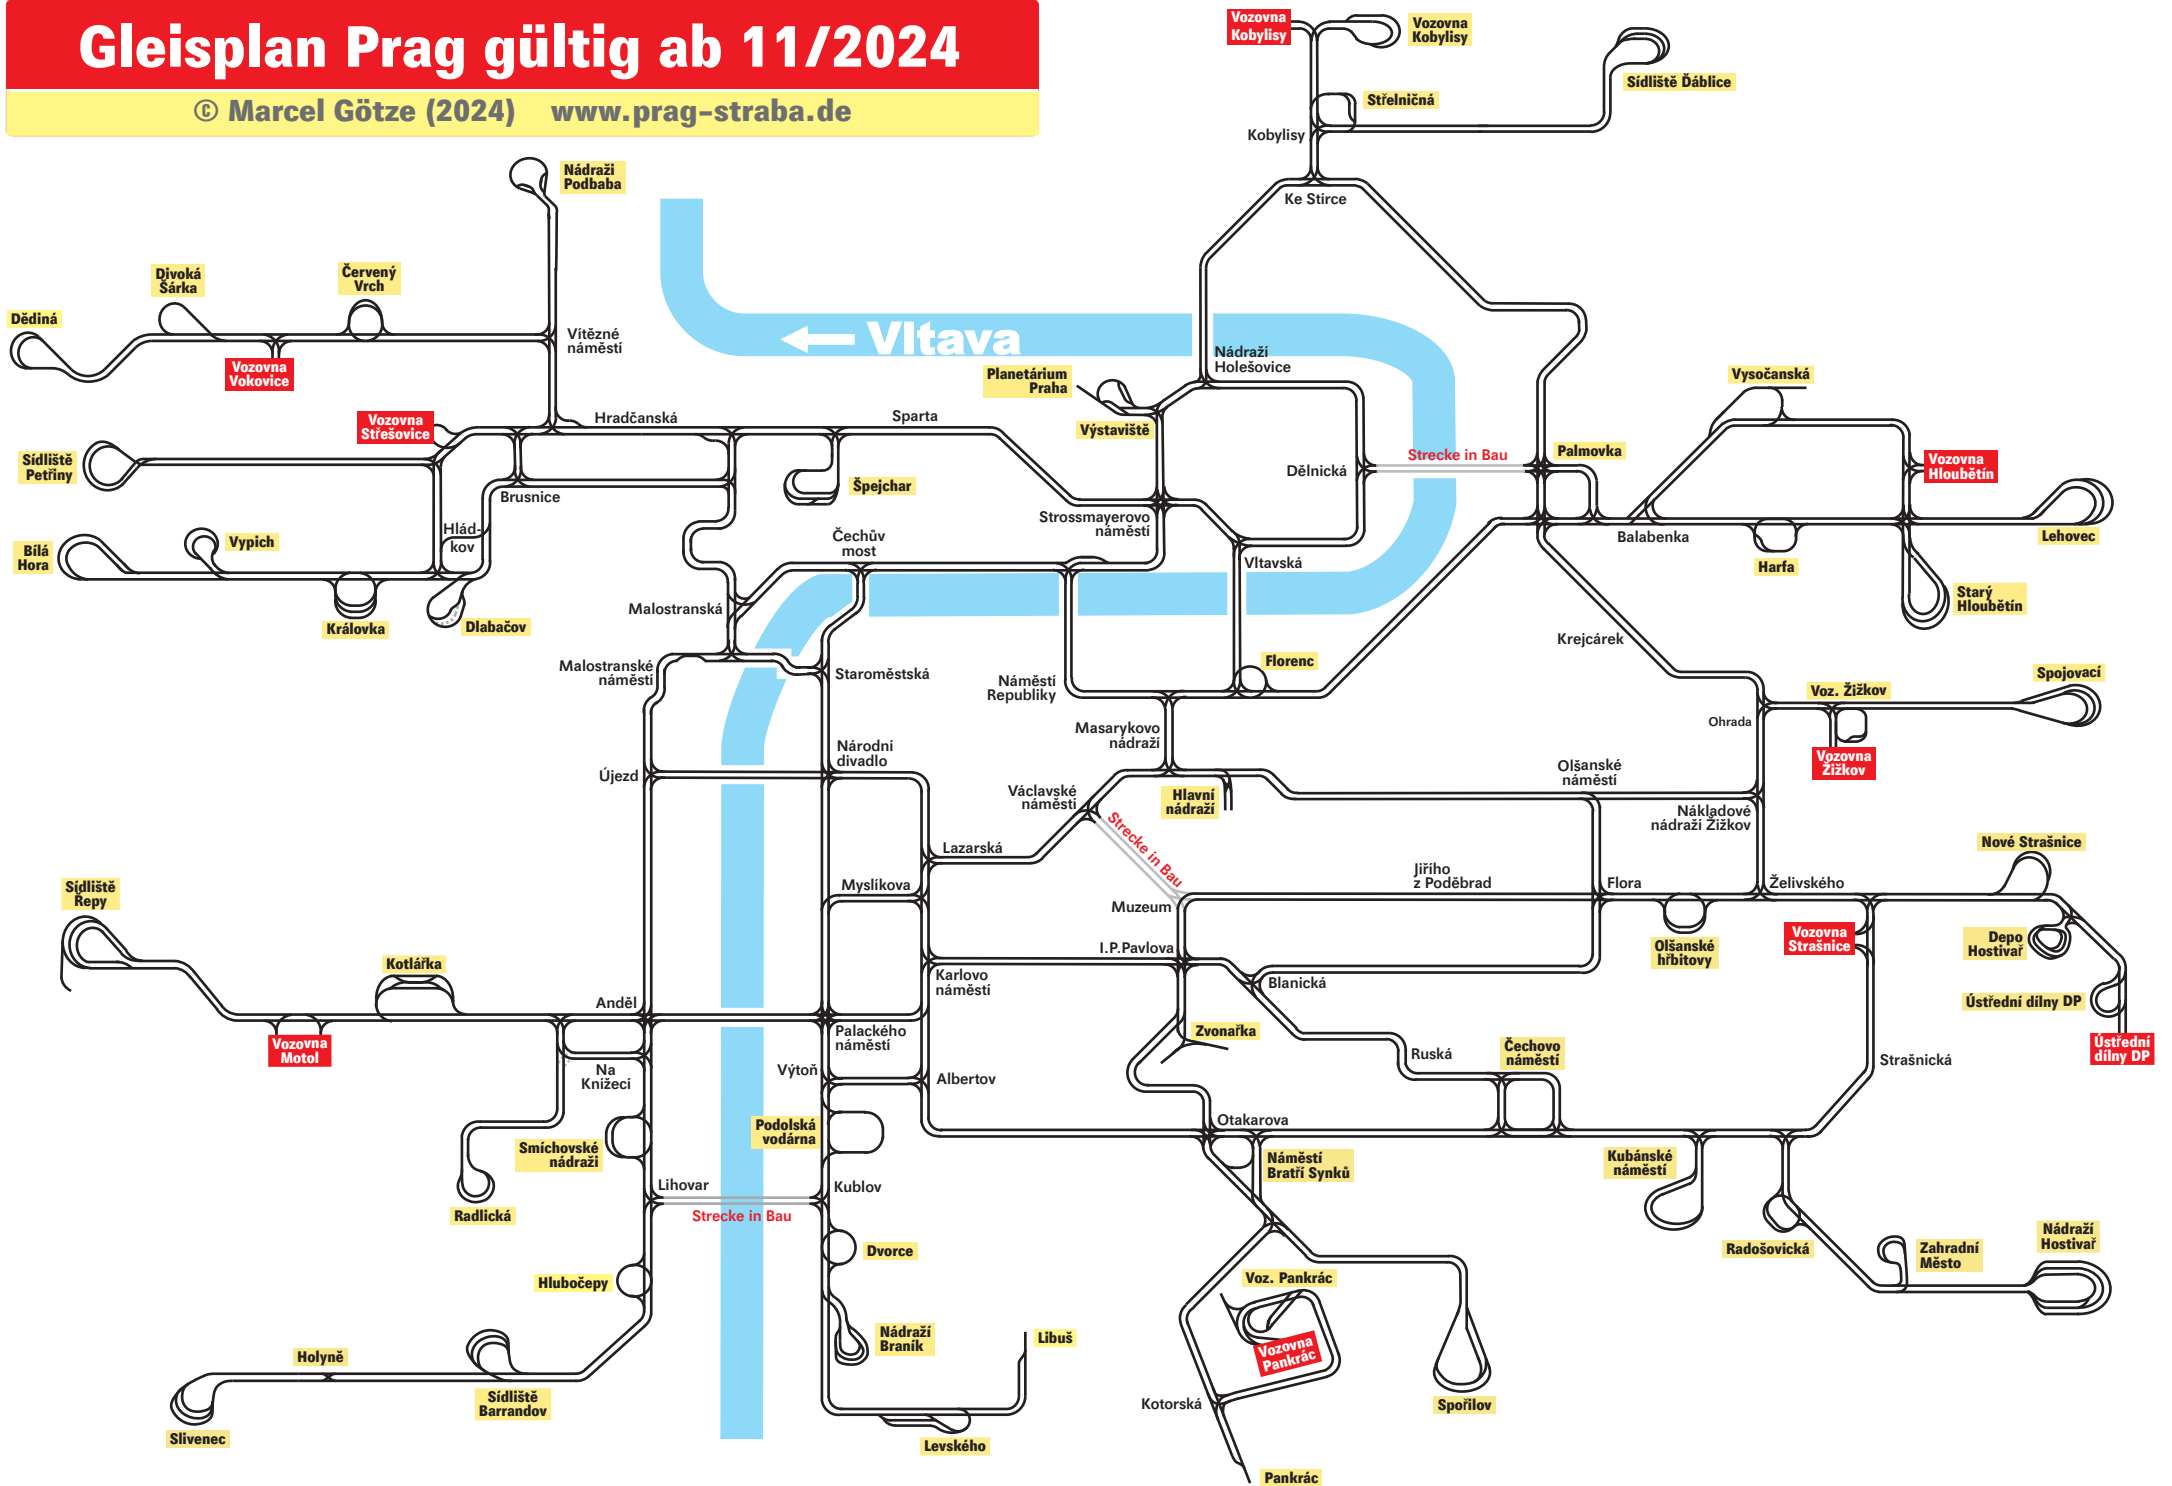 Gleisplan Prag gültig ab 11/2024
© Marcel Götze (2024) www.prag-straba.de
Vozovna
Kobylisy
Vozovna
Kobylisy
Sídliště Ďáblice
Střelničná
Kobylisy
Ke Stírce
Nádraži
Podbaba
Divoká
Šárka
Červený
Vrch
Dědiná
Vozovna
Vokovice
Vítězné
náměstí
Vltava
Nádraží
Holešovice
Planetárium
Praha
Výstaviště
Vysočanská
Vozovna
Střešovice
Hradčanská
Sparta
Sídliště
Petřiny
Brusnice
Špejchar
Dělnická
Strecke in Bau
Palmovka
Vozovna
Hloubětín
Strossmayerovo
náměstí
Hlád-
kov
Čechův
most
Vltavská
Balabenka
Harfa
Lehovec
Bílá
Hora
Vypich
Královka
Dlabačov
Malostranská
Starý
Hloubětín
Krejcárek
Malostranské
náměstí
Staroměstská
Náměstí
Republiky
Florenc
Spojovací
Voz. Žižkov
Ohrada
Masarykovo
nádraží
Vozovna
Žižkov
Újezd
Národní
divadlo
Václavské
náměstí
Hlavní
nádraží
Olšanské
náměstí
Nákladové
nádraží Žižkov
Strecke in Bau
Lazarská
Nové Strašnice
Sídliště
Řepy
Myslíkova
Muzeum
Jiřího
z Poděbrad
Flora
Želivského
I.P.Pavlova
Olšanské
hřbitovy
Vozovna
Strašnice
Depo
Hostivař
Kotlářka
Karlovo
náměstí
Blanická
Ústřední dílny DP
Anděl
Vozovna
Motol
Palackého
náměstí
Zvonařka
Ruská
Čechovo
náměstí
Strašnická
Ústřední
dílny DP
Na
Knížecí
Výtoň
Albertov
Smíchovské
nádraži
Podolská
vodárna
Otakarova
Náměstí
Bratří Synků
Kubánské
náměstí
Radlická
Lihovar
Kublov
Strecke in Bau
Radošovická
Zahradní
Město
Nádraží
Hostivař
Hlubočepy
Dvorce
Voz. Pankrác
Vozovna
Pankrác
Nádraží
Braník
Libuš
Holyně
Sídliště
Barrandov
Slivenec
Levského
Kotorská
Spořilov
Pankrác